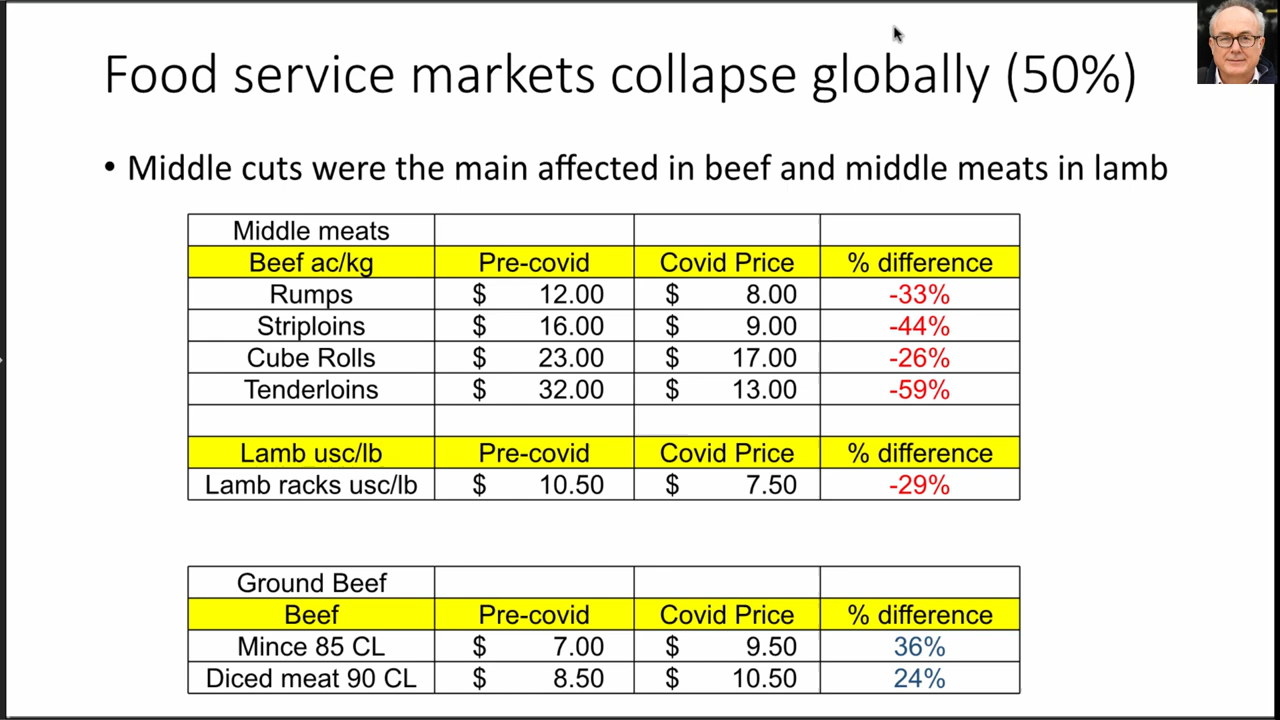 Food service markets collapse globally (50%)
• Middle cuts were the main affected in beef and middle meats in lamb
Middle meats
Beef ac/kg Pre-covid Covid Price % difference
Rumps $ 12.00 $ 8.00 -33%
Striploins $ 16.00 $ 9.00 -44%
Cube Rolls $ 23.00 $ 17.00 -26%
Tenderloins $ 32.00 $ 13.00 -59%
Lamb usc/lb Pre-covid Covid Price % difference
Lamb racks usc/lb $ 10.50 $ 7.50 -29%
Ground Beef
Beef Pre-covid Covid Price % difference
Mince 85 CL $ 7.00 $ 9.50 36%
Diced meat 90 CL $ 8.50 $ 10.50 24%